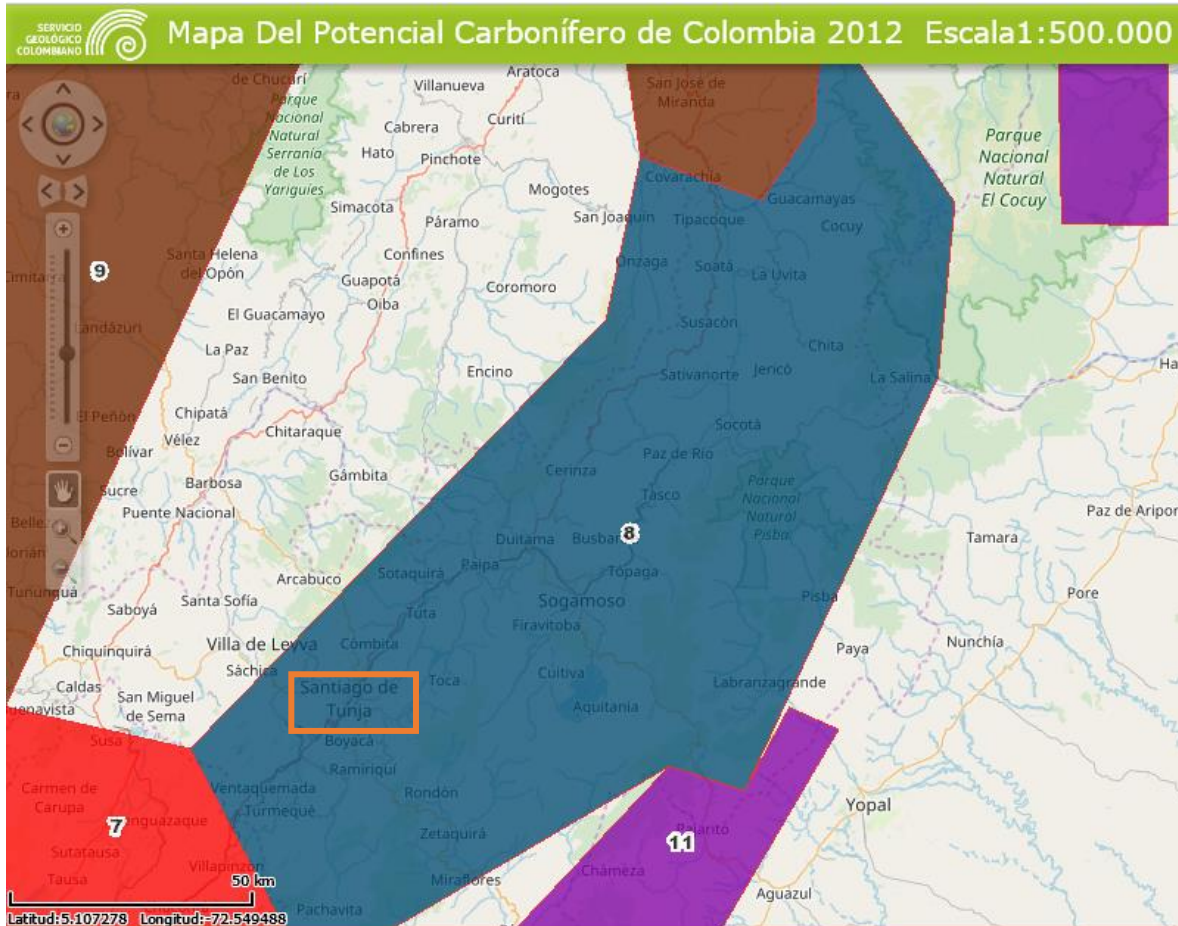 SERVICIO
GEOLÓGICO
COLOMBIANO
Mapa Del Potencial Carbonífero de Colombia 2012 Escala1:500.000
de Chucurí
Aratoca
Villanueva
San José de
Miranda
Parque
Nacional
Natural
Serranía
de Los
Yariguíes
Curití
Cabrera
Hato
Pinchote
Parque
Nacional
Natural
El Cocuy
Covarachía
Mogotes
Simacota
Guacamayas
Páramo
San Joaquín
Tipacoque
Cocuy
Santa Helena
del Opón
Confines
9
Onzaga
Soatá
La Uvita
Guapotá
Coromoro
Oiba
El Guacamayo
Landázuri
Susacón
La Paz
Chita
San Benito
Encino
Sativanorte
Jericó
La Salina
El Peñón
Chipatá
Vélez
Chitaraque
Socotá
Bolívar
Paz de Río
Cerinza
Gámbita
Barbosa
Sucre
Tasco
Parque
Nacional
Natural
Pisba
Puente Nacional
Paz de Aripor
8
Duitama
Busban
Tamara
Paipa
Sotaquirá
Arcabuco
Tópaga
Tununguá
Santa Sofía
Saboyá
Sogamoso
Pisba
Pore
Tuta
Firavitoba
Villa de Leyva
Cómbita
Chiquinquirá
Paya
Nunchía
Sáchica
Cuitiva
Toca
Labranzagrande
Caldas
San Miguel
de Sema
Santiago de
Tunja
Aquitania
uenavista
Susa
Boyacá
Ramiriquí
Carmen de
Carupa
Ventaquemada
Rondón
Turmequé
Yopal
7
enguazaque
Zetaquirá
Pajarito
11
Sutatausa
Villapinzón
Chámeza
Tausa
Miraflores
50 km
Aguazul
Pachavita
Latitud:5.107278 Longitud:-72.549488